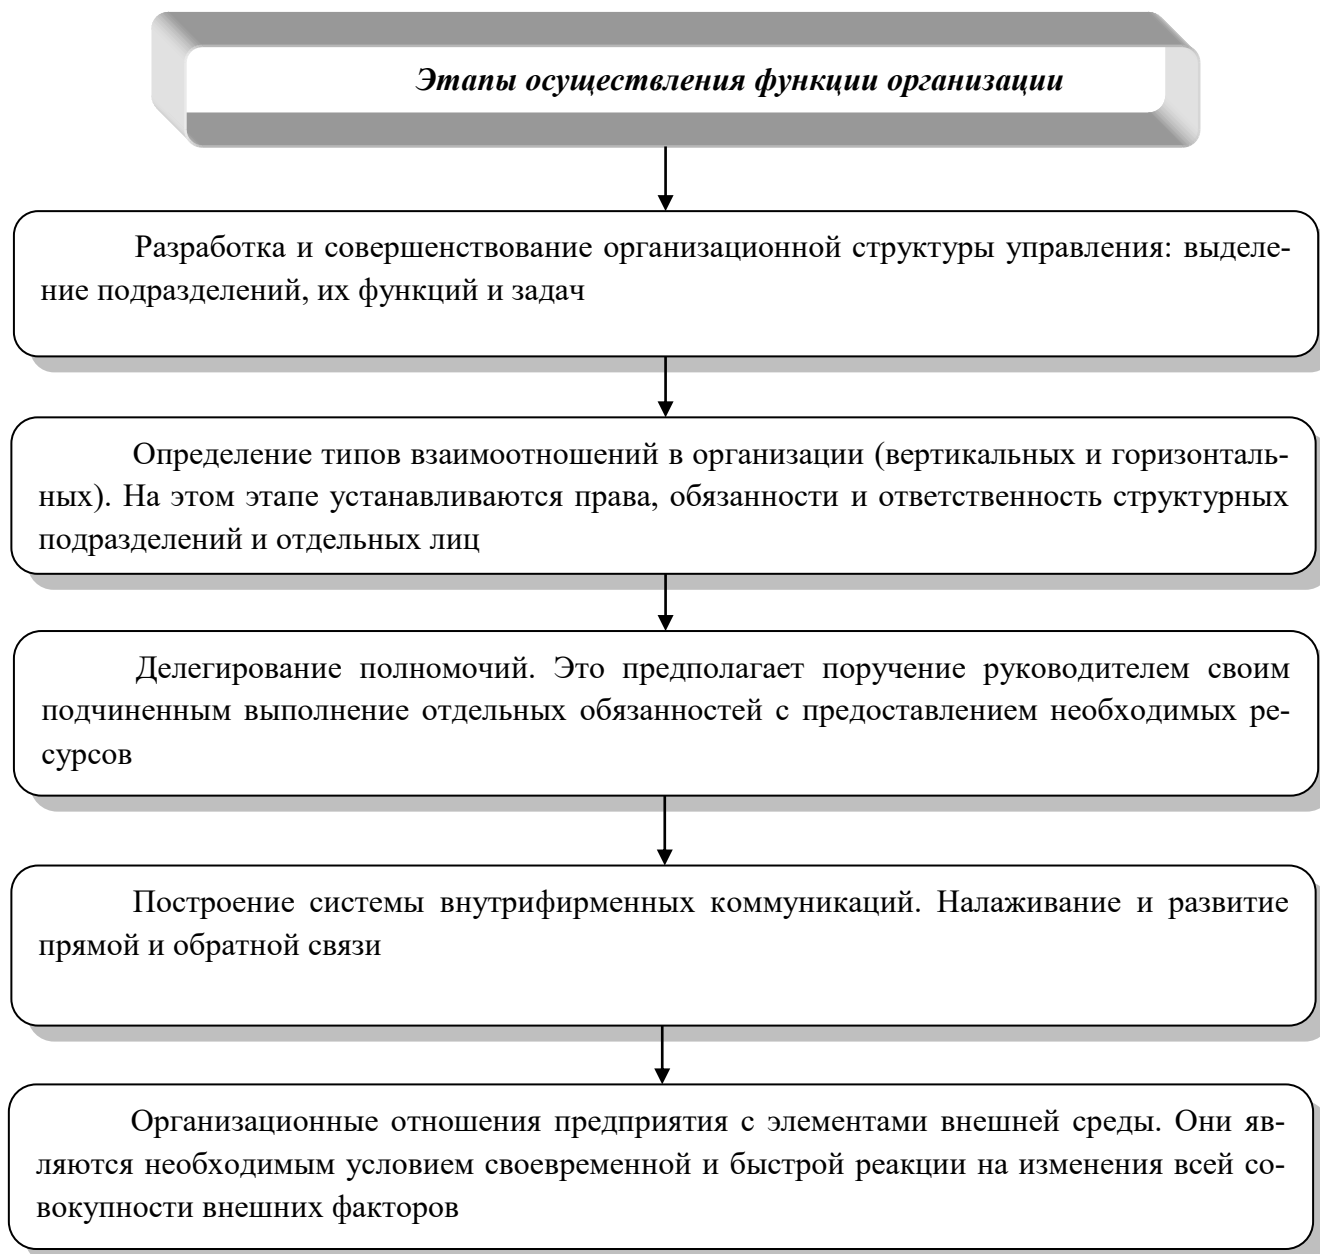 Этапы осуществления функции организации
Разработка и совершенствование организационной структуры управления: выделе-
ние подразделений, их функций и задач
Определение типов взаимоотношений в организации (вертикальных и горизонталь-
ных). На этом этапе устанавливаются права, обязанности и ответственность структурных
подразделений и отдельных лиц
Делегирование полномочий. Это предполагает поручение руководителем своим
подчиненным выполнение отдельных обязанностей с предоставлением необходимых ре-
сурсов
Построение системы внутрифирменных коммуникаций. Налаживание и развитие
прямой и обратной связи
Организационные отношения предприятия с элементами внешней среды. Они яв-
ляются необходимым условием своевременной и быстрой реакции на изменения всей со-
вокупности внешних факторов